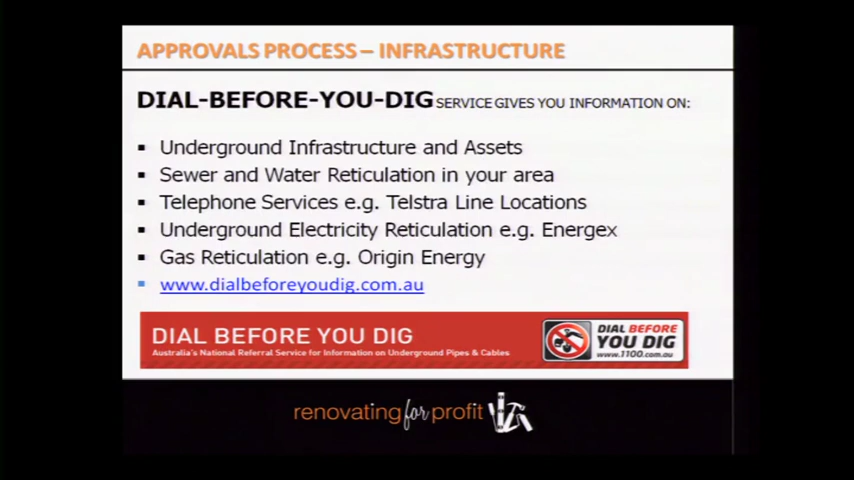 APPROVALS PROCESS – INFRASTRUCTURE
DIAL-BEFORE-YOU-DIG SERVICE GIVES YOU INFORMATION ON:
▪ Underground Infrastructure and Assets
▪ Sewer and Water Reticulation in your area
▪ Telephone Services e.g. Telstra Line Locations
▪ Underground Electricity Reticulation e.g. Energex
▪ Gas Reticulation e.g. Origin Energy
▪ www.dialbeforeyoudig.com.au
DIAL BEFORE YOU DIG
Australia's National Referral Service for Information on Underground Pipes & Cables
DIAL BEFORE
YOU DIG
www.1100.com.au
renovating for profit